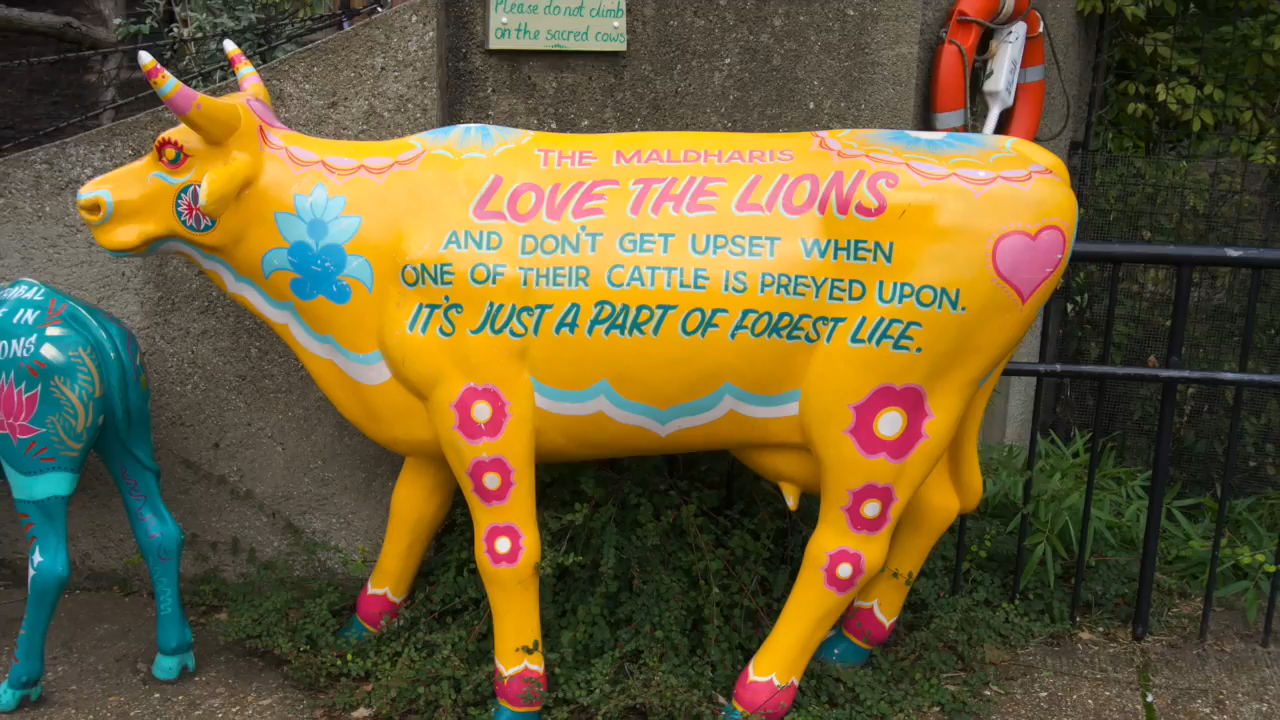 Please do not climb
on the sacred cows
THE MALDHARIS
LOVE THE LIONS
AND DON'T GET UPSET WHEN
ONE OF THEIR CATTLE IS PREYED UPON.
IT'S JUST A PART OF FOREST LIFE.
IN